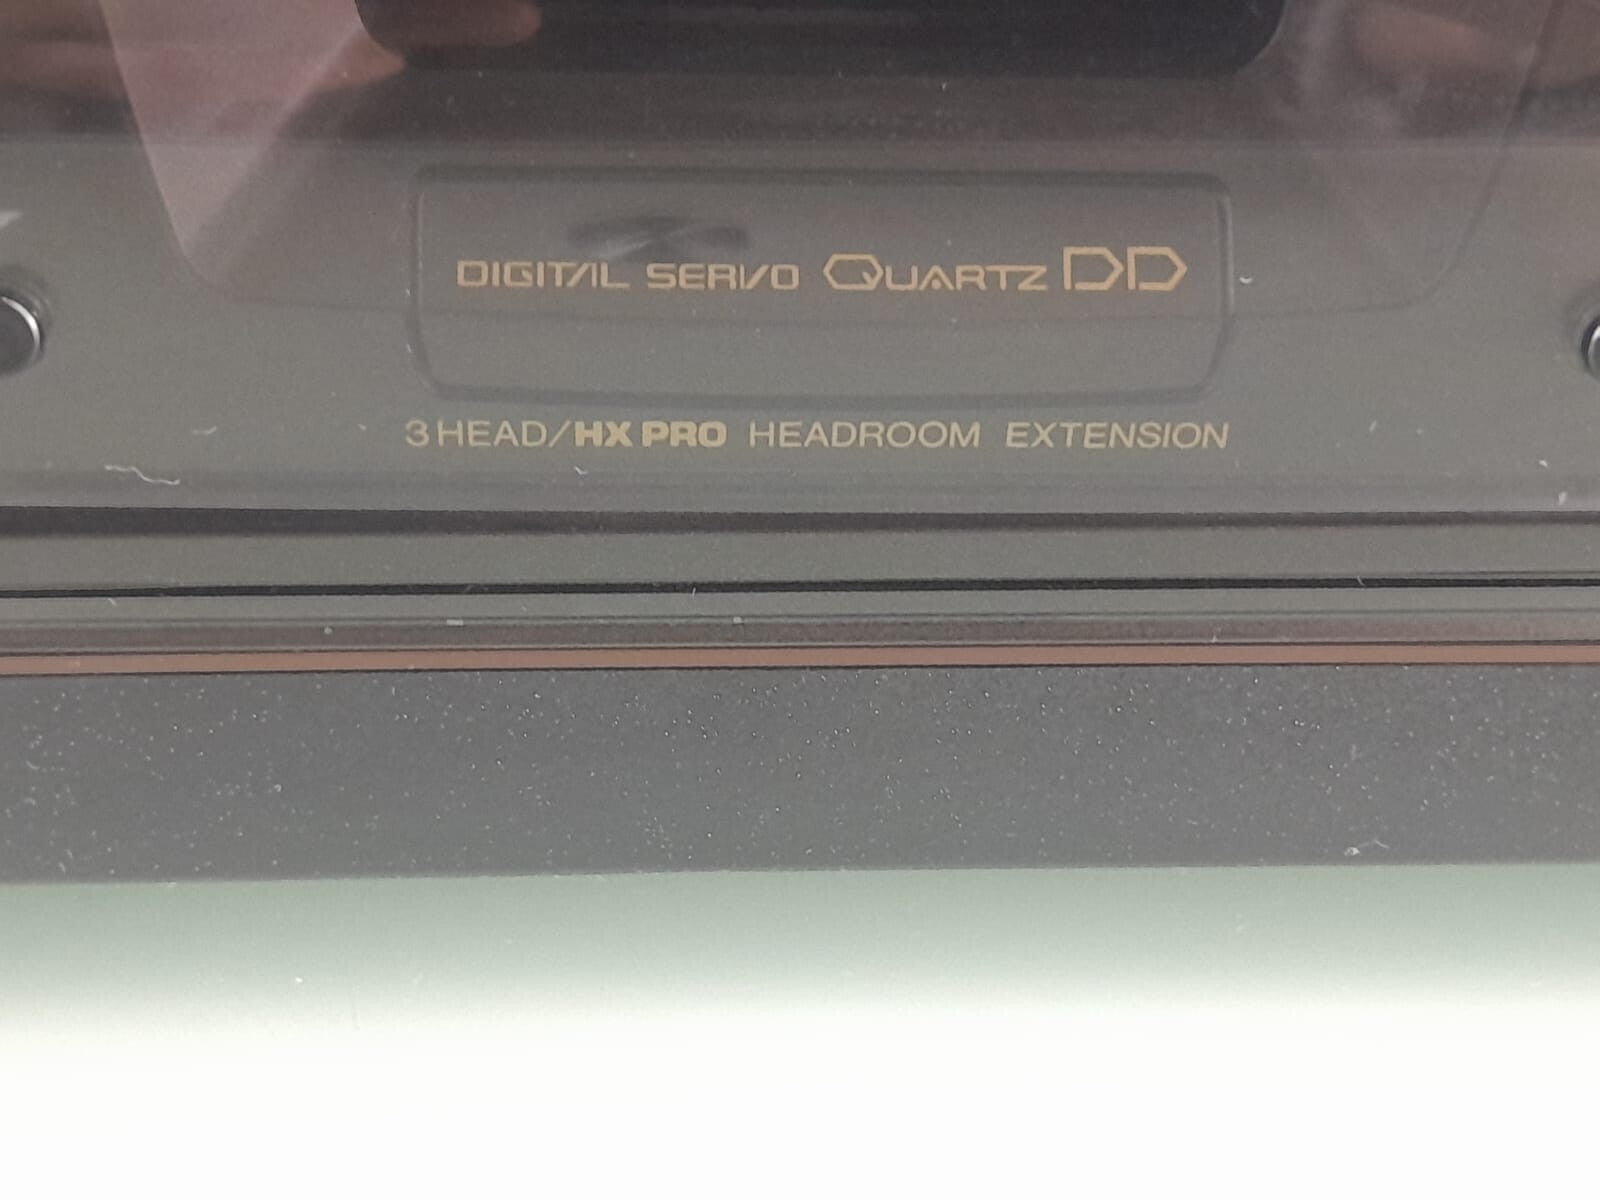 DIGITAL SERVO QUARTZ DD
3 HEAD/HX PRO HEADROOM EXTENSION